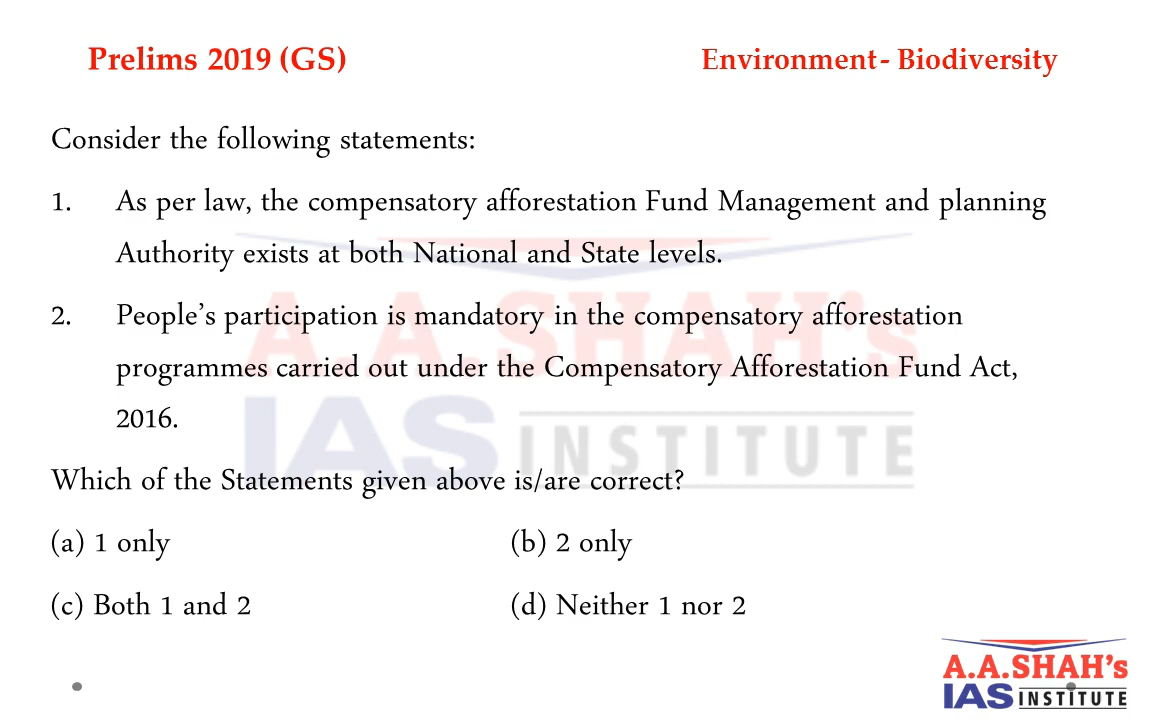 Prelims 2019 (GS) Environment- Biodiversity
Consider the following statements:
1. As per law, the compensatory afforestation Fund Management and planning
Authority exists at both National and State levels.
2. People's participation is mandatory in the compensatory afforestation
programmes carried out under the Compensatory Afforestation Fund Act,
2016.
Which of the Statements given above is/are correct?
(a) 1 only (b) 2 only
(c) Both 1 and 2 (d) Neither 1 nor 2
A.A.SHAH's
IAS INSTITUTE
A.A.SHAH's
IAS INSTITUTE